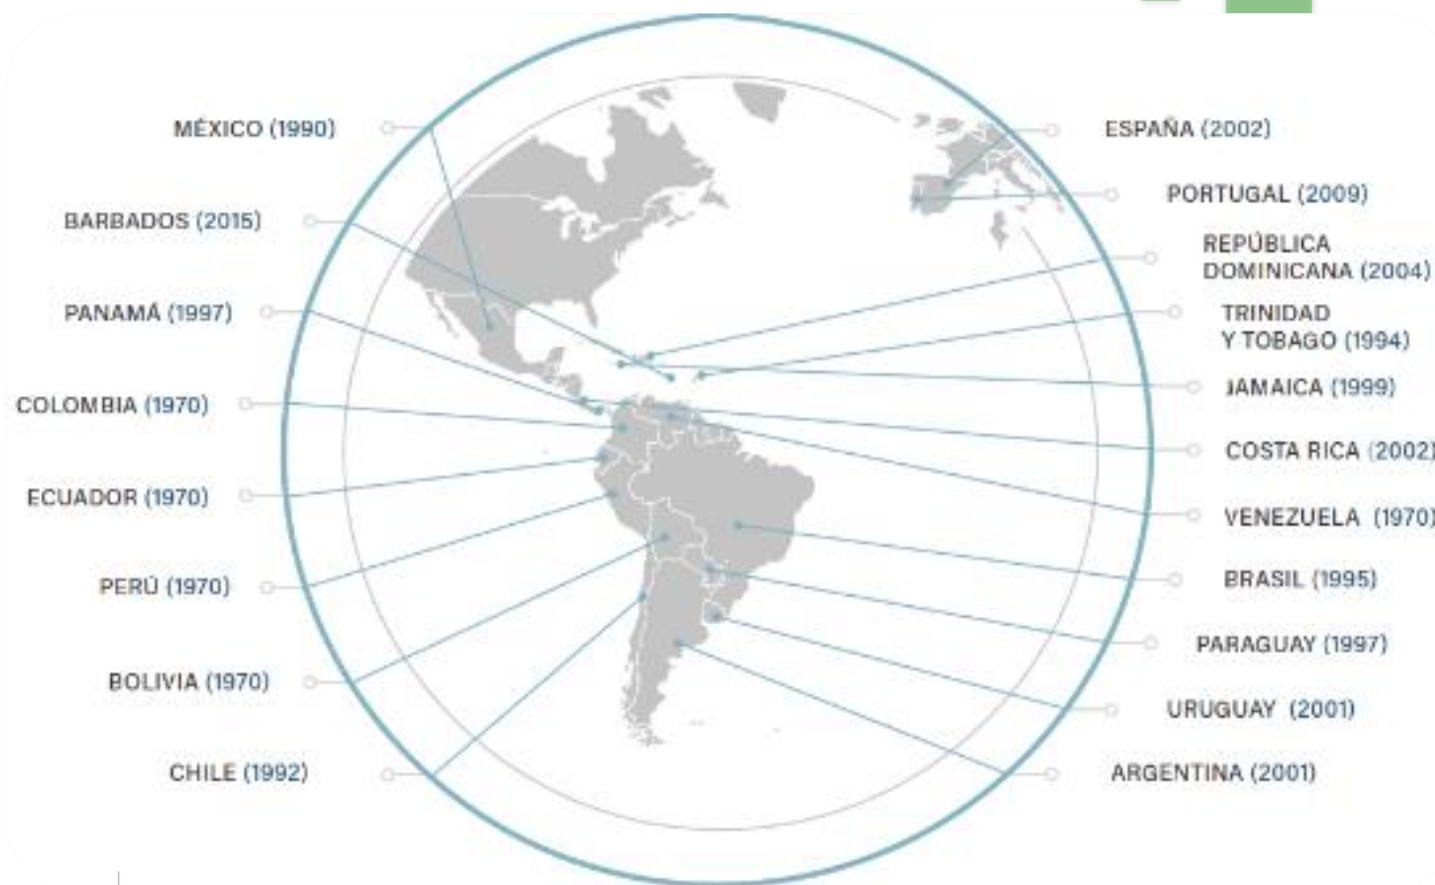 MÉXICO (1990)
BARBADOS (2015)
PANAMÁ (1997)
COLOMBIA (1970)
ECUADOR (1970)
PERÚ (1970)
BOLIVIA (1970)
CHILE (1992)
ESPAÑA (2002)
PORTUGAL (2009)
REPÚBLICA
DOMINICANA (2004)
TRINIDAD
Y TOBAGO (1994)
JAMAICA (1999)
COSTA RICA (2002)
VENEZUELA (1970)
BRASIL (1995)
PARAGUAY (1997)
URUGUAY (2001)
ARGENTINA (2001)